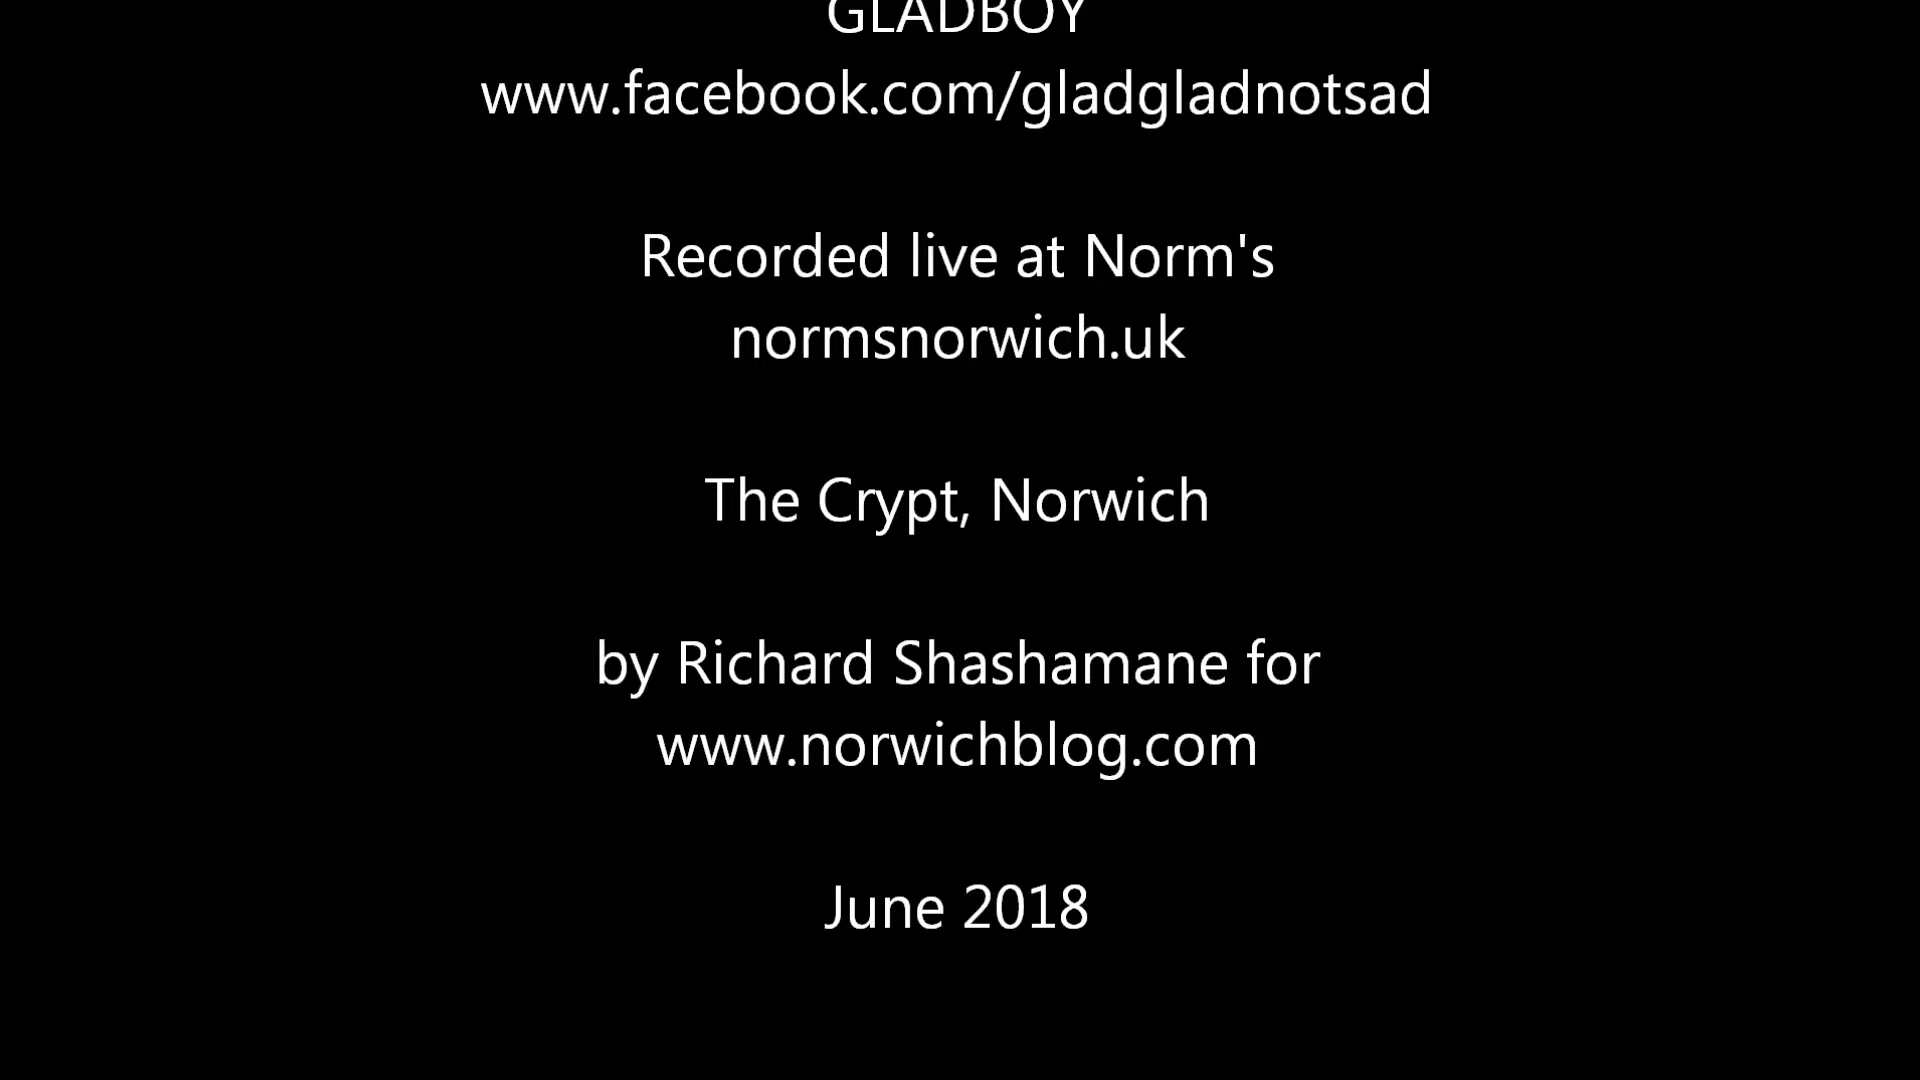 GLADBOY
www.facebook.com/gladgladnotsad
Recorded live at Norm's
normsnorwich.uk
The Crypt, Norwich
by Richard Shashamane for
www.norwichblog.com
June 2018